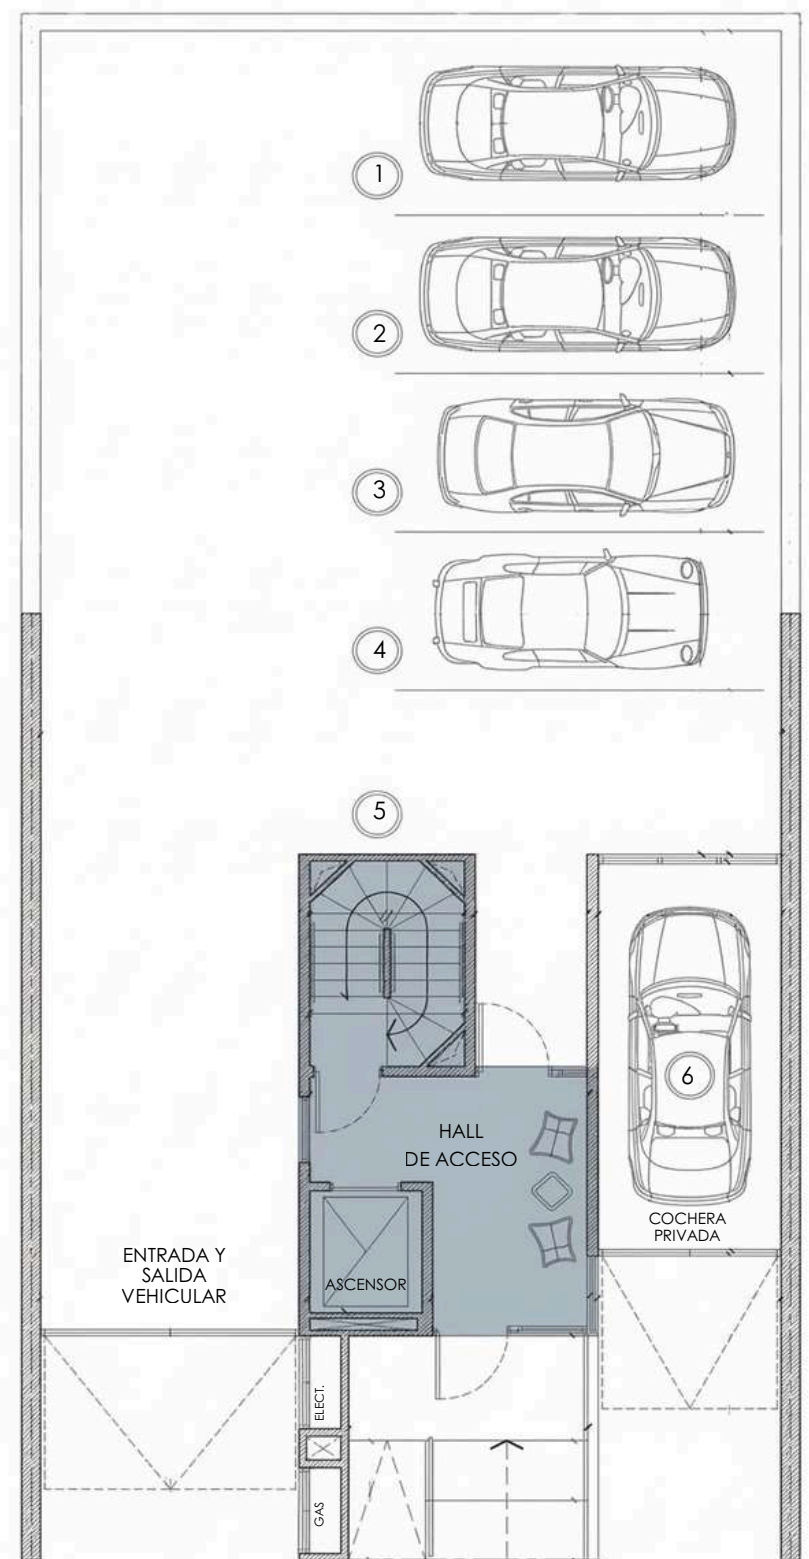 1
2
3
4
5
6
HALL
DE ACCESO
COCHERA
PRIVADA
ENTRADA Y
SALIDA
VEHICULAR
ASCENSOR
ELECT.
GAS